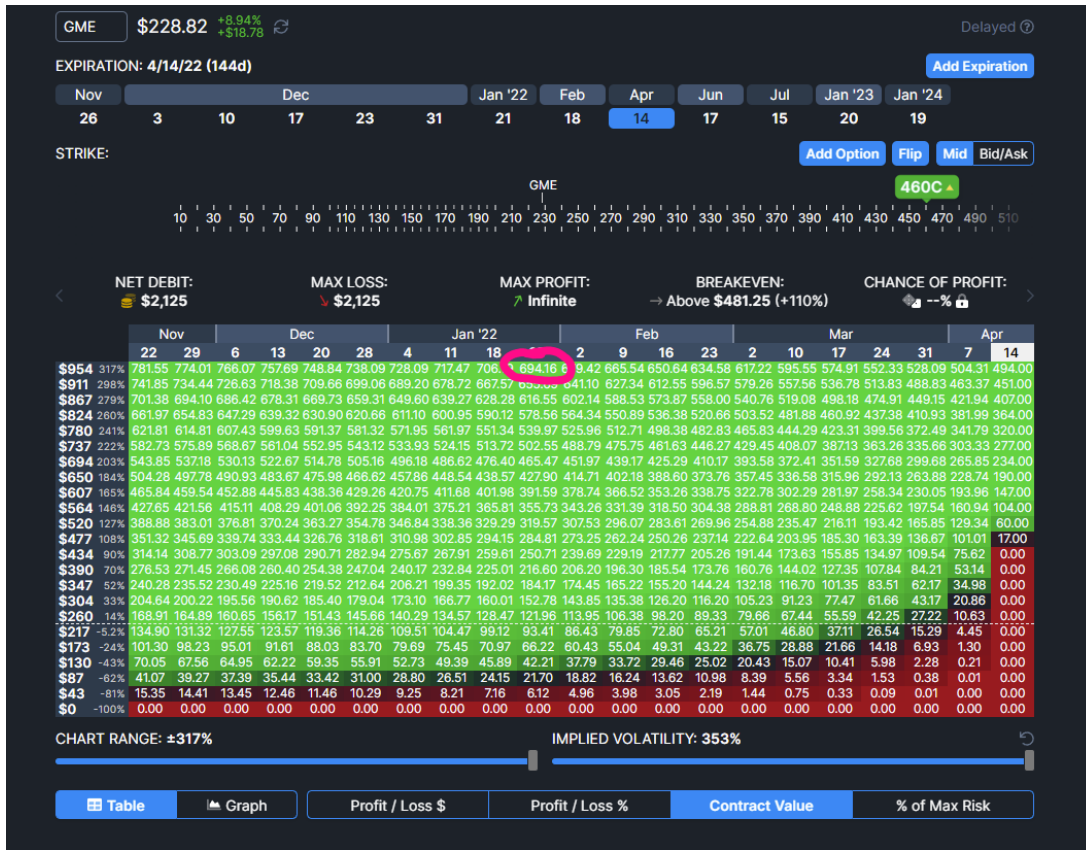 GME $228.82 +8.94% +$18.78 Delayed
EXPIRATION: 4/14/22 (144d) Add Expiration
Nov Dec Jan '22 Feb Apr Jun Jul Jan '23 Jan '24
26 3 10 17 23 31 21 18 14 17 15 20 19
STRIKE: Add Option Flip Mid Bid/Ask
GME 460C
10 30 50 70 90 110 130 150 170 190 210 230 250 270 290 310 330 350 370 390 410 430 450 470 490 510
NET DEBIT: MAX LOSS: MAX PROFIT: BREAKEVEN: CHANCE OF PROFIT:
$2,125 $2,125 Infinite → Above $481.25 (+110%) --%
Nov Dec Jan '22 Feb Mar Apr
22 29 6 13 20 28 4 11 18 2 9 16 23 2 10 17 24 31 7 14
$954 317% 781.55 774.01 766.07 757.69 748.84 738.09 728.09 717.47 694.16 665.54 650.64 634.58 617.22 595.55 574.91 552.33 528.09 504.31 494.00
$911 298% 741.85 734.44 726.63 718.38 709.66 699.06 689.20 678.72 667.57 641.10 627.34 612.55 596.57 579.26 557.56 536.78 513.83 488.83 463.37 451.00
$867 279% 701.38 694.10 686.42 678.31 669.73 659.31 649.60 639.27 628.28 616.55 602.14 588.53 573.87 558.00 540.76 519.08 498.18 474.91 449.15 421.94 407.00
$824 260% 661.97 654.83 647.29 639.32 630.90 620.66 611.10 600.95 590.12 578.56 564.34 550.89 536.38 520.66 503.52 481.88 460.92 437.38 410.93 381.99 364.00
$780 241% 621.81 614.81 607.43 599.63 591.37 581.32 571.95 561.97 551.34 539.97 525.96 512.71 498.38 482.83 465.83 444.29 423.31 399.56 372.49 341.79 320.00
$737 222% 582.73 575.89 568.67 561.04 552.95 543.12 533.93 524.15 513.72 502.55 488.79 475.75 461.63 446.27 429.45 408.07 387.13 363.26 335.66 303.33 277.00
$694 203% 543.85 537.18 530.13 522.67 514.78 505.16 496.18 486.62 476.40 465.47 451.97 439.17 425.29 410.17 393.58 372.41 351.59 327.68 299.68 265.85 234.00
$650 184% 504.28 497.78 490.93 483.67 475.98 466.62 457.86 448.54 438.57 427.90 414.71 402.18 388.60 373.76 357.45 336.58 315.96 292.13 263.88 228.74 190.00
$607 165% 465.84 459.54 452.88 445.83 438.36 429.26 420.75 411.68 401.98 391.59 378.74 366.52 353.26 338.75 322.78 302.29 281.97 258.34 230.05 193.96 147.00
$564 146% 427.65 421.56 415.11 408.29 401.06 392.25 384.01 375.21 365.81 355.73 343.26 331.39 318.50 304.38 288.81 268.80 248.88 225.62 197.54 160.94 104.00
$520 127% 388.88 383.01 376.81 370.24 363.27 354.78 346.84 338.36 329.29 319.57 307.53 296.07 283.61 269.96 254.88 235.47 216.11 193.42 165.85 129.34 60.00
$477 108% 351.32 345.69 339.74 333.44 326.76 318.61 310.98 302.85 294.15 284.81 273.25 262.24 250.26 237.14 222.64 203.95 185.30 163.39 136.67 101.01 17.00
$434 90% 314.14 308.77 303.09 297.08 290.71 282.94 275.67 267.91 259.61 250.71 239.69 229.19 217.77 205.26 191.44 173.63 155.85 134.97 109.54 75.62 0.00
$390 70% 276.53 271.45 266.08 260.40 254.38 247.04 240.17 232.84 225.01 216.60 206.20 196.30 185.54 173.76 160.76 144.02 127.35 107.84 84.21 53.14 0.00
$347 52% 240.28 235.52 230.49 225.16 219.52 212.64 206.21 199.35 192.02 184.17 174.45 165.22 155.20 144.24 132.18 116.70 101.35 83.51 62.17 34.98 0.00
$304 33% 204.64 200.22 195.56 190.62 185.40 179.04 173.10 166.77 160.01 152.78 143.85 135.38 126.20 116.20 105.23 91.23 77.47 61.66 43.17 20.86 0.00
$260 14% 168.91 164.89 160.65 156.17 151.43 145.66 140.29 134.57 128.47 121.96 113.95 106.38 98.20 89.33 79.66 67.44 55.59 42.25 27.22 10.63 0.00
$217 -5.2% 134.90 131.32 127.55 123.57 119.36 114.26 109.51 104.47 99.12 93.41 86.43 79.85 72.80 65.21 57.01 46.80 37.11 26.54 15.29 4.45 0.00
$173 -24% 101.30 98.23 95.01 91.61 88.03 83.70 79.69 75.45 70.97 66.22 60.43 55.04 49.31 43.22 36.75 28.88 21.66 14.18 6.93 1.30 0.00
$130 -43% 70.05 67.56 64.95 62.22 59.35 55.91 52.73 49.39 45.89 42.21 37.79 33.72 29.46 25.02 20.43 15.07 10.41 5.98 2.28 0.21 0.00
$87 -62% 41.07 39.27 37.39 35.44 33.42 31.00 28.80 26.51 24.15 21.70 18.82 16.24 13.62 10.98 8.39 5.56 3.34 1.53 0.38 0.01 0.00
$43 -81% 15.35 14.41 13.45 12.46 11.46 10.29 9.25 8.21 7.16 6.12 4.96 3.98 3.05 2.19 1.44 0.75 0.33 0.09 0.01 0.00 0.00
$0 -100% 0.00 0.00 0.00 0.00 0.00 0.00 0.00 0.00 0.00 0.00 0.00 0.00 0.00 0.00 0.00 0.00 0.00 0.00 0.00 0.00 0.00
CHART RANGE: ±317% IMPLIED VOLATILITY: 353%
Table Graph Profit / Loss $ Profit / Loss % Contract Value % of Max Risk